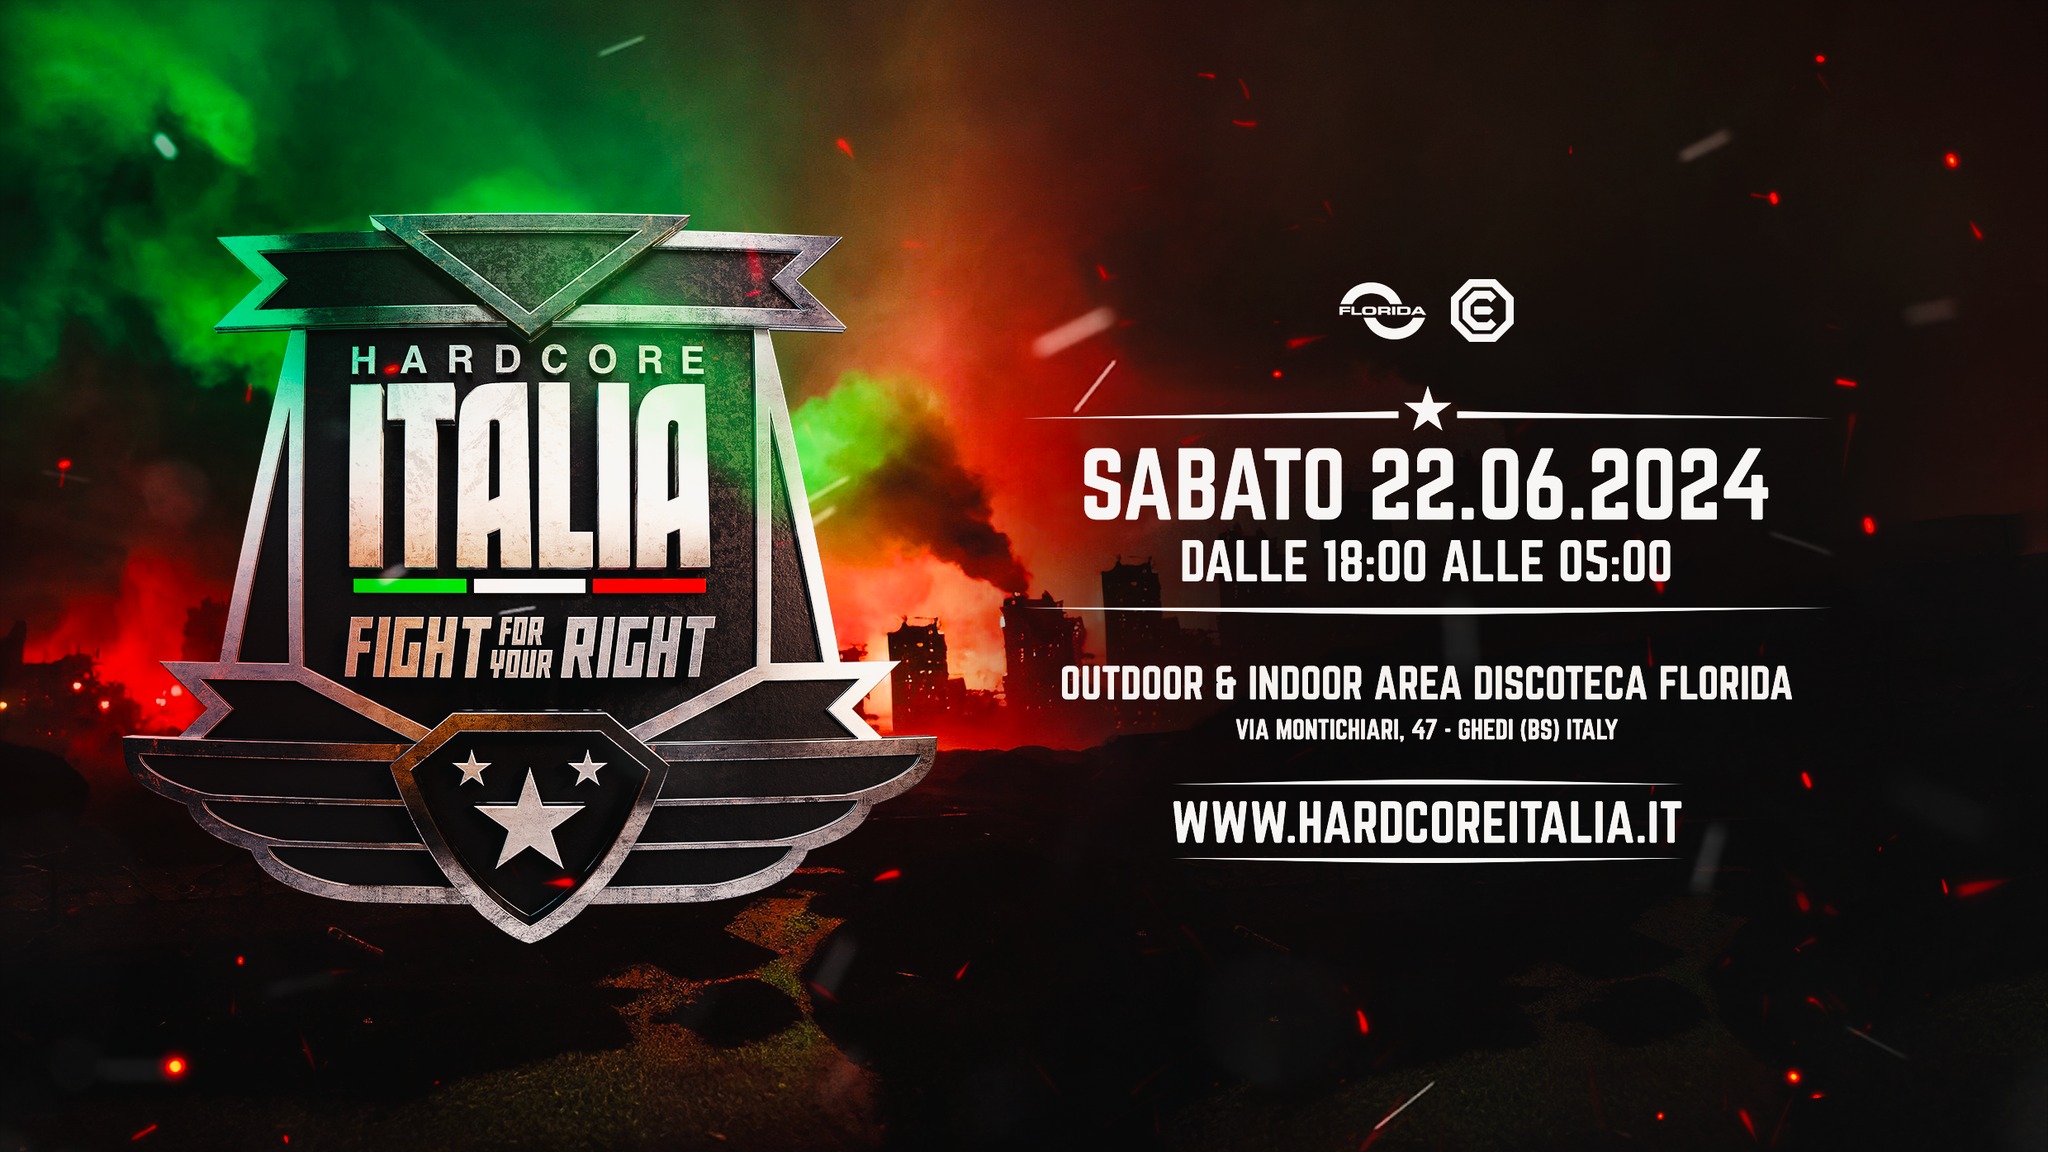 HARDCORE
ITALIA
FIGHT FOR YOUR RIGHT
FLORIDA
SABATO 22.06.2024
DALLE 18:00 ALLE 05:00
OUTDOOR & INDOOR AREA DISCOTECA FLORIDA
VIA MONTICHIARI, 47 - GHEDI (BS) ITALY
WWW.HARDCOREITALIA.IT